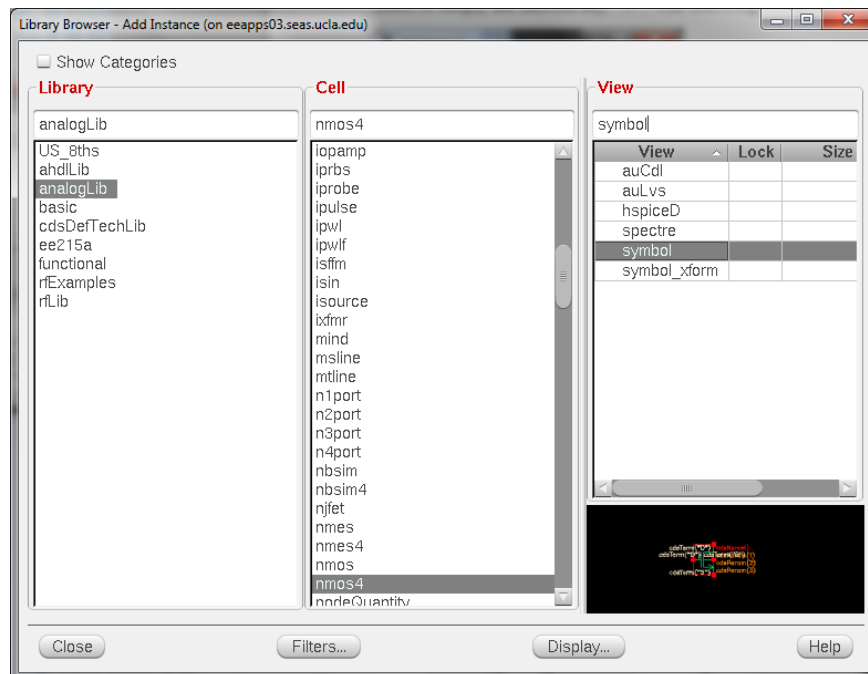 Library Browser - Add Instance (on eeapps03.seas.ucla.edu)
Show Categories
Library
analogLib
US_8ths
ahdlLib
analogLib
basic
cdsDefTechLib
ee215a
functional
rfExamples
rfLib
Cell
nmos4
iopamp
iprbs
iprobe
ipulse
ipwl
ipwlf
isffm
isin
isource
ixfmr
mind
msline
mtline
n1port
n2port
n3port
n4port
nbsim
nbsim4
njfet
nmes
nmes4
nmos
nmos4
nodeQuantity
View
symbol
View Lock Size
auCdl
auLvs
hspiceD
spectre
symbol
symbol_xform
Close Filters... Display... Help